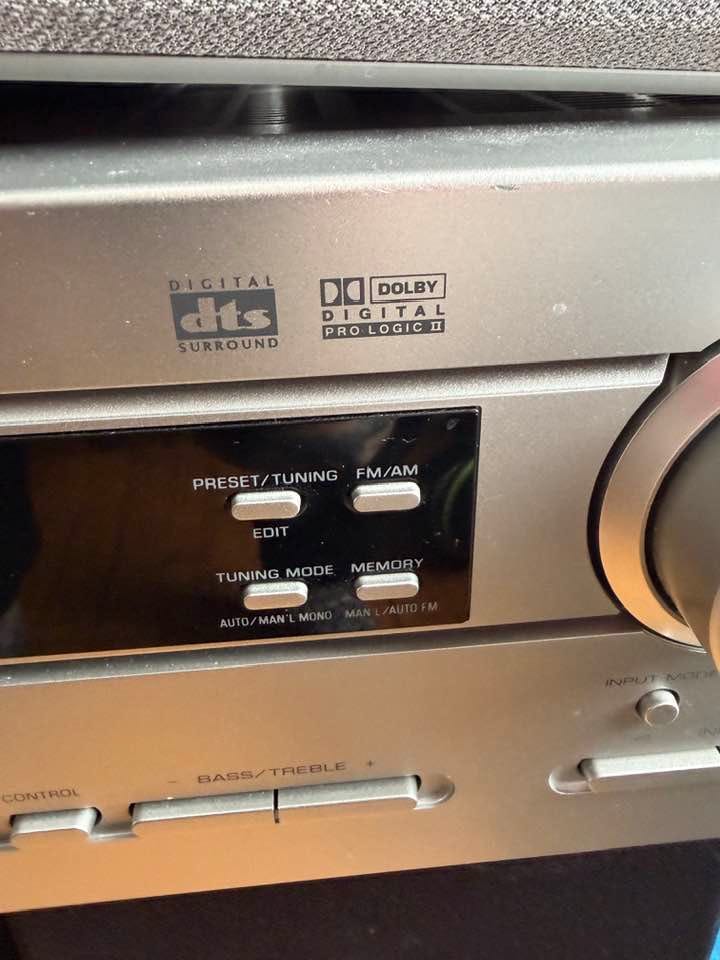 DIGITAL
dts
SURROUND
DOLBY
DIGITAL
PRO LOGIC II
PRESET/TUNING FM/AM
EDIT
TUNING MODE MEMORY
AUTO/MAN'L MONO MAN'L/AUTO FM
INPUT MODE
- BASS/TREBLE +
CONTROL